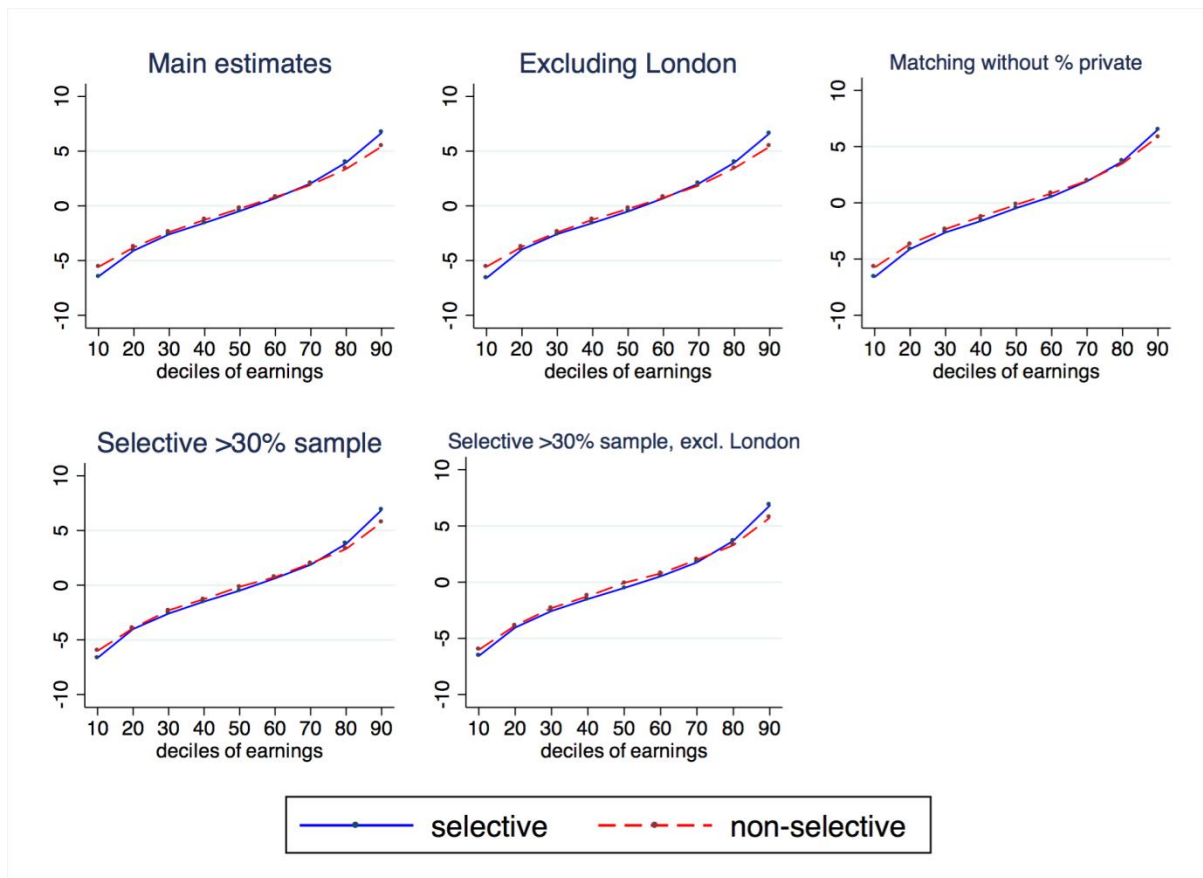 Main estimates
10
5
0
-5
-10
10 20 30 40 50 60 70 80 90
deciles of earnings
Excluding London
10
5
0
-5
-10
10 20 30 40 50 60 70 80 90
deciles of earnings
Matching without % private
10
5
0
-5
-10
10 20 30 40 50 60 70 80 90
deciles of earnings
Selective >30% sample
10
5
0
-5
-10
10 20 30 40 50 60 70 80 90
deciles of earnings
Selective >30% sample, excl. London
10
5
0
-5
-10
10 20 30 40 50 60 70 80 90
deciles of earnings
selective
non-selective